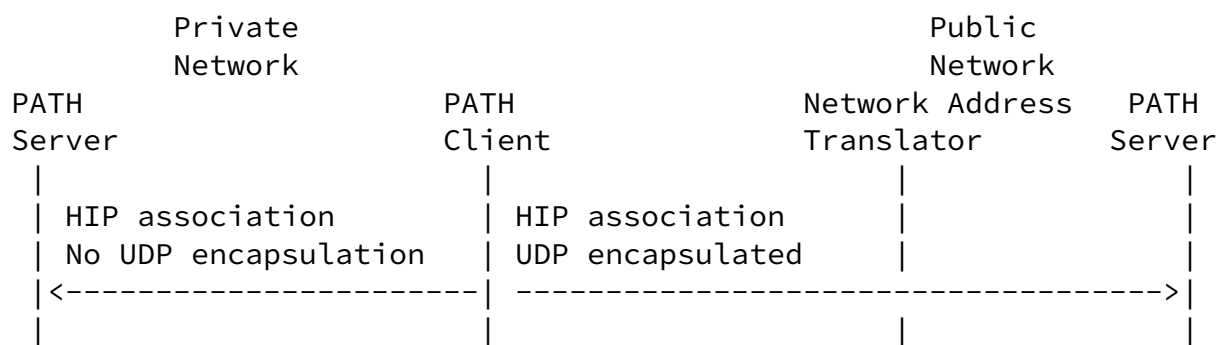 Private Public
Network Network
PATH PATH Network Address PATH
Server Client Translator Server
| | | |
| HIP association | HIP association | |
| No UDP encapsulation | UDP encapsulated | |
|<-----------------------| ------------------------------------>|
| | | |